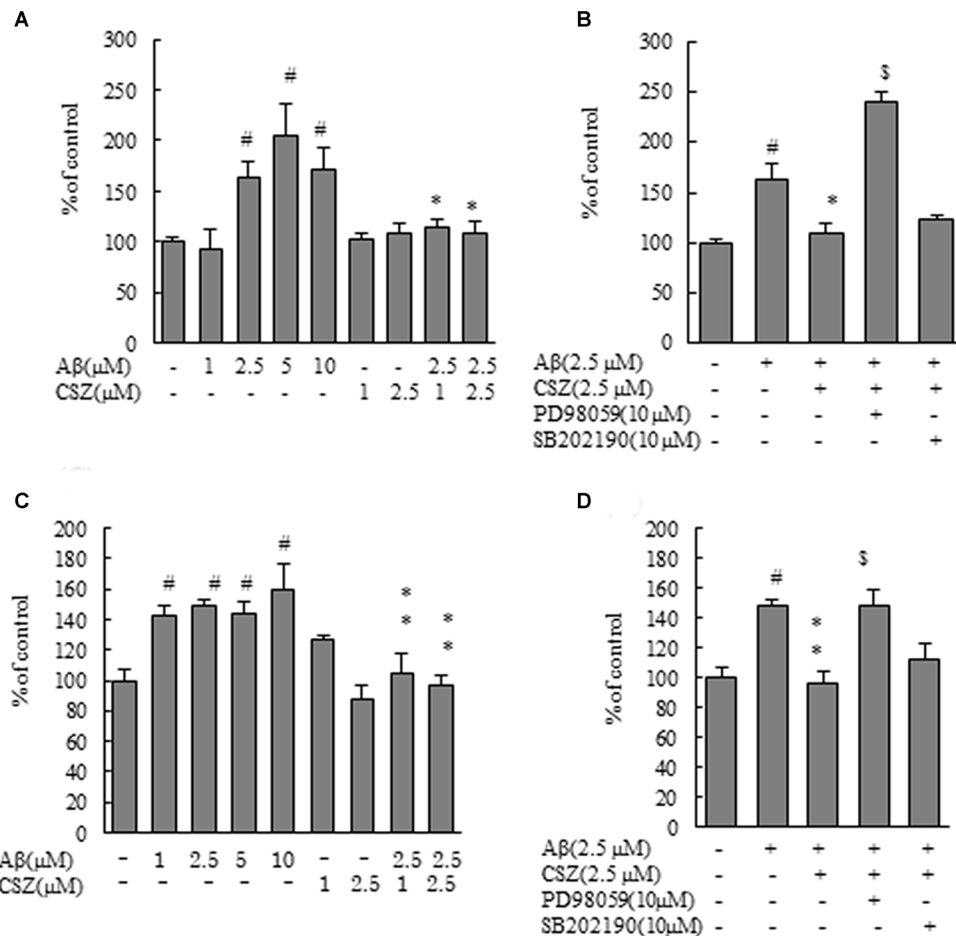 A
B
300
250
200
150
100
50
0
% of control
#
#
#
*
*
Aβ(μM) - 1 2.5 5 10 - - 2.5 2.5
CSZ(μM) - - - - - 1 2.5 1 2.5
300
250
200
150
100
50
0
% of control
#
*
$
Aβ(2.5 μM) - + + + +
CSZ(2.5 μM) - - + + +
PD98059(10 μM) - - - + -
SB202190(10 μM) - - - - +
C
D
200
180
160
140
120
100
80
60
40
20
0
% of control
#
#
#
#
* *
* *
Aβ(μM) - 1 2.5 5 10 - - 2.5 2.5
CSZ(μM) - - - - - 1 2.5 1 2.5
200
180
160
140
120
100
80
60
40
20
0
% of control
#
* *
$
Aβ(2.5 μM) - + + + +
CSZ(2.5 μM) - - + + +
PD98059(10μM) - - - + -
SB202190(10μM) - - - - +